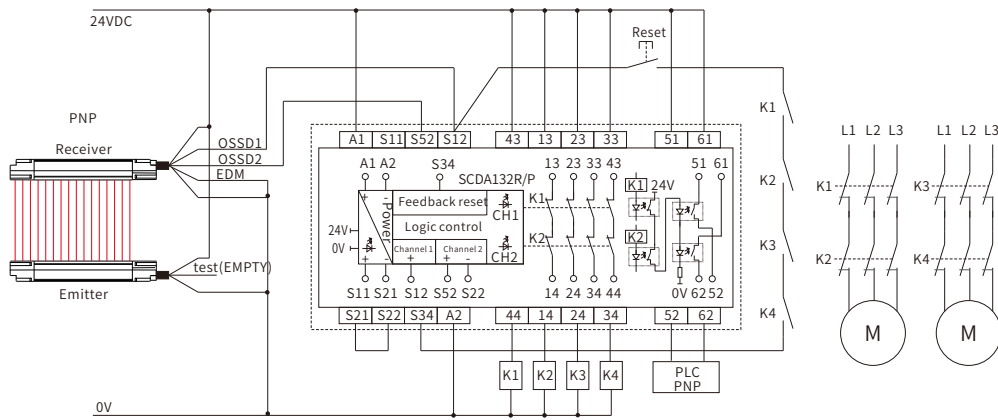 24VDC
Reset
PNP
Receiver
OSSD1
OSSD2
EDM
test(EMPTY)
Emitter
0V
A1 S11 S52 S12 43 13 23 33 51 61
A1 A2 S34 13 23 33 43 51 61
SCDA132R/P
Feedback reset
Logic control
Power
+ -
24V
0V
+ -
Channel 1 Channel 2
+ + -
CH1
CH2
K1
K2
K1 24V
K2
0V 62 52
S11 S21 S12 S52 S22 14 24 34 44
S21 S22 S34 A2 44 14 24 34 52 62
K1 K2 K3 K4
PLC
PNP
K1
K2
K3
K4
L1 L2 L3 L1 L2 L3
K1 K3
K2 K4
M M